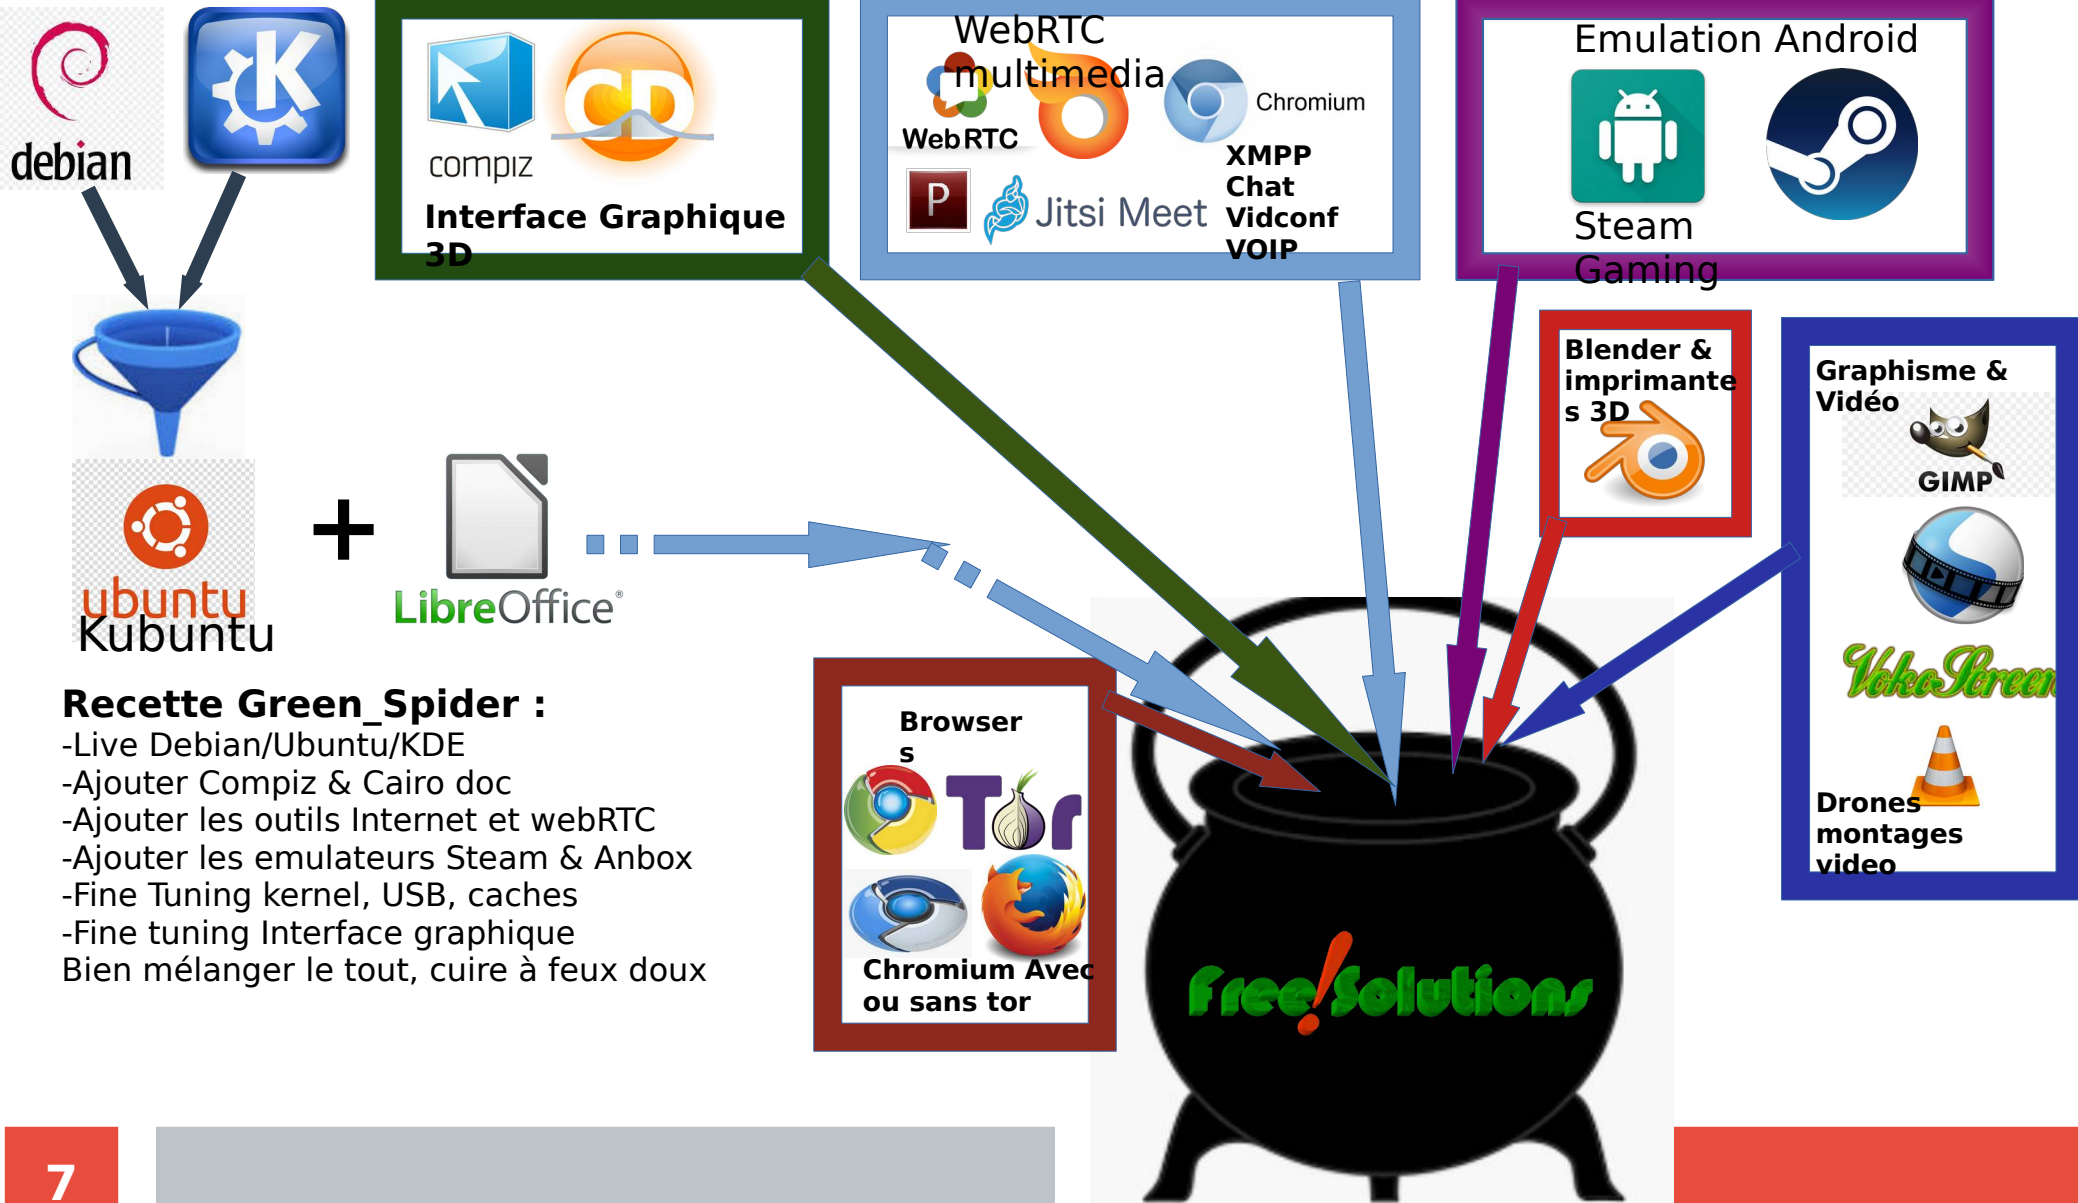 debian
compiz
CD
Interface Graphique
3D
WebRTC
multimedia
WebRTC
Chromium
P
Jitsi Meet
XMPP
Chat
Vidconf
VOIP
Emulation Android
Steam
Gaming
Blender &
imprimante
s 3D
Graphisme &
Vidéo
GIMP
VokoScreen
Drones
montages
video
ubuntu
Kubuntu
+
LibreOffice®
Recette Green_Spider :
-Live Debian/Ubuntu/KDE
-Ajouter Compiz & Cairo doc
-Ajouter les outils Internet et webRTC
-Ajouter les emulateurs Steam & Anbox
-Fine Tuning kernel, USB, caches
-Fine tuning Interface graphique
Bien mélanger le tout, cuire à feux doux
Browser
s
Tor
Chromium Avec
ou sans tor
Free!Solutions
7